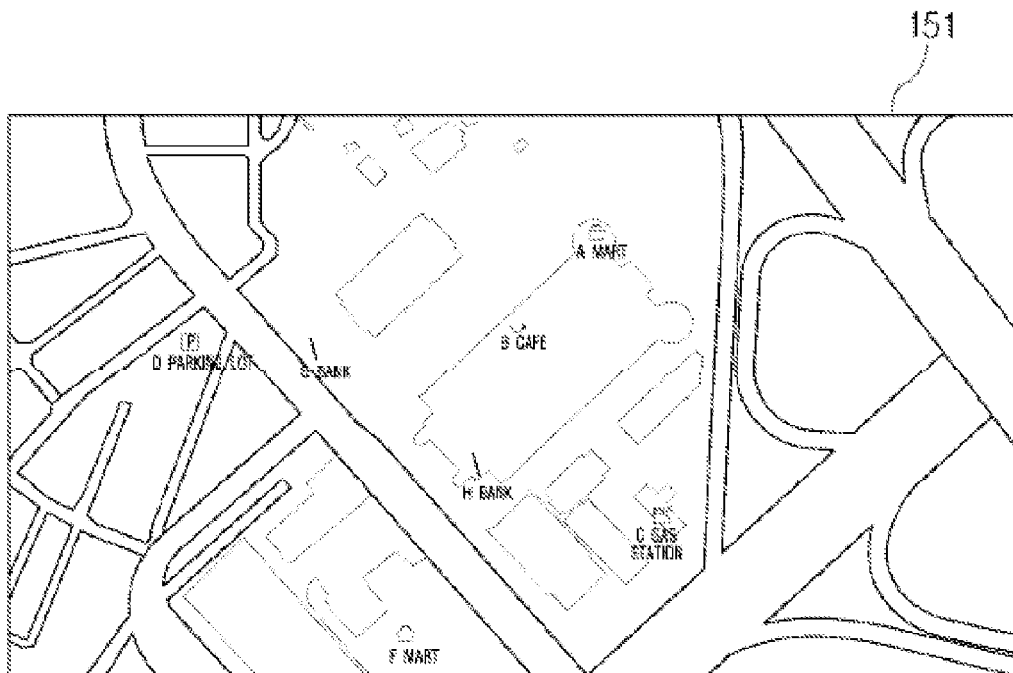 151
A MART
B CAFE
P
D PARKING LOT
G BANK
H BANK
C GAS
STATION
F MART